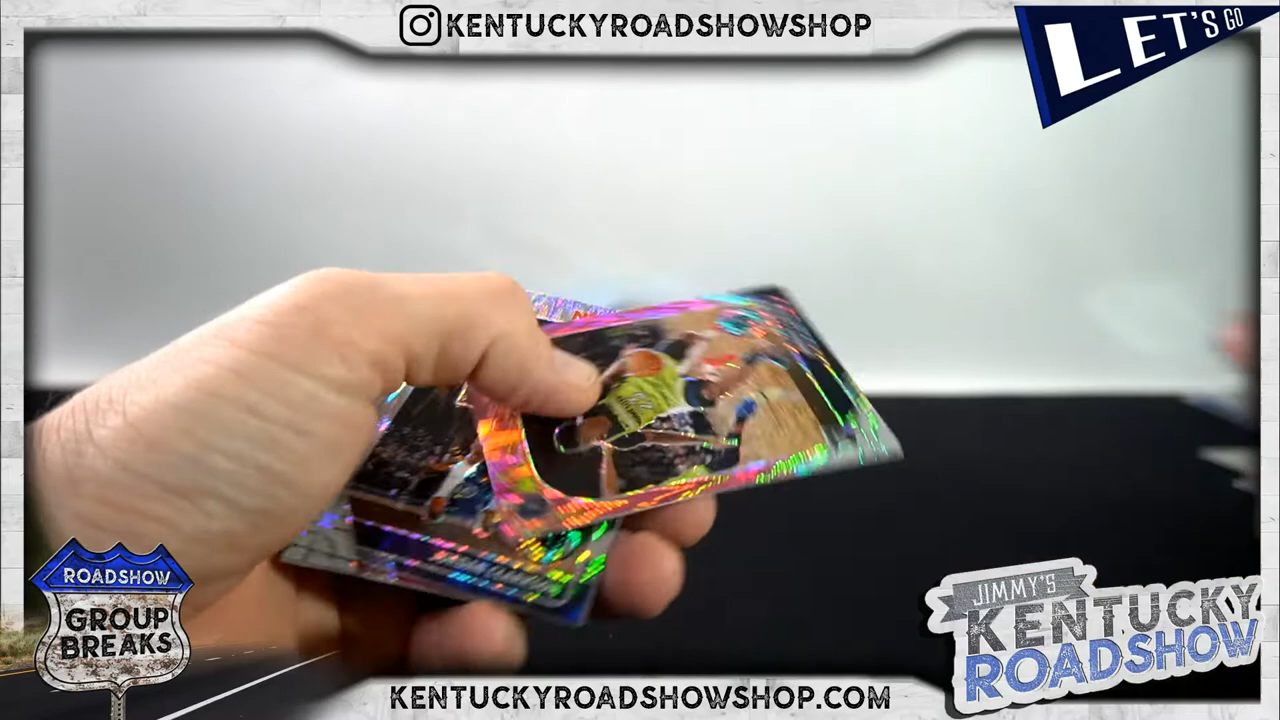 KENTUCKYROADSHOWSHOP
LET'S GO
ROADSHOW
GROUP
BREAKS
JIMMY'S
KENTUCKY
ROADSHOW
KENTUCKYROADSHOWSHOP.COM